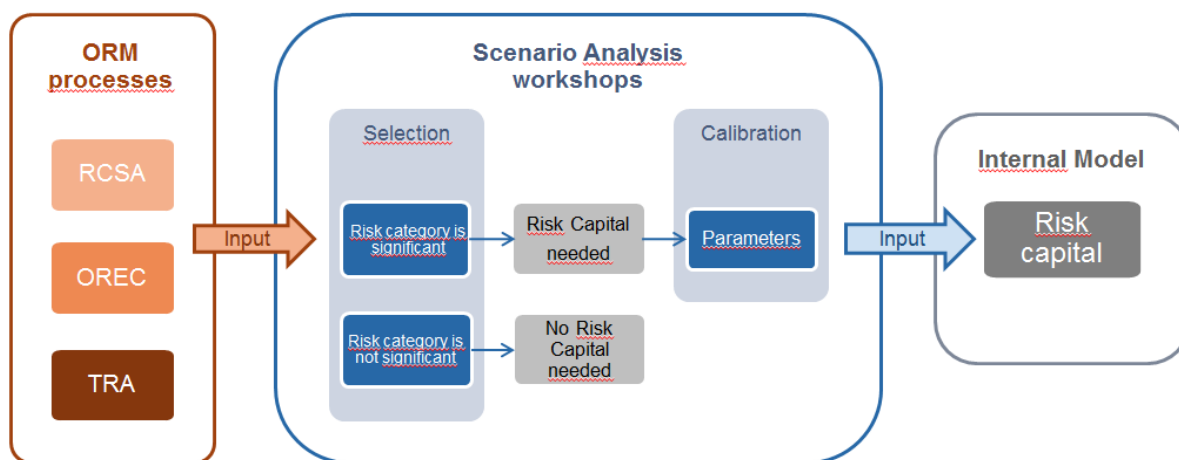 ORM
processes
RCSA
OREC
TRA
Input
Scenario Analysis
workshops
Selection
Risk category is
significant
Risk category is
not significant
Risk Capital
needed
No Risk
Capital
needed
Calibration
Parameters
Input
Internal Model
Risk
capital